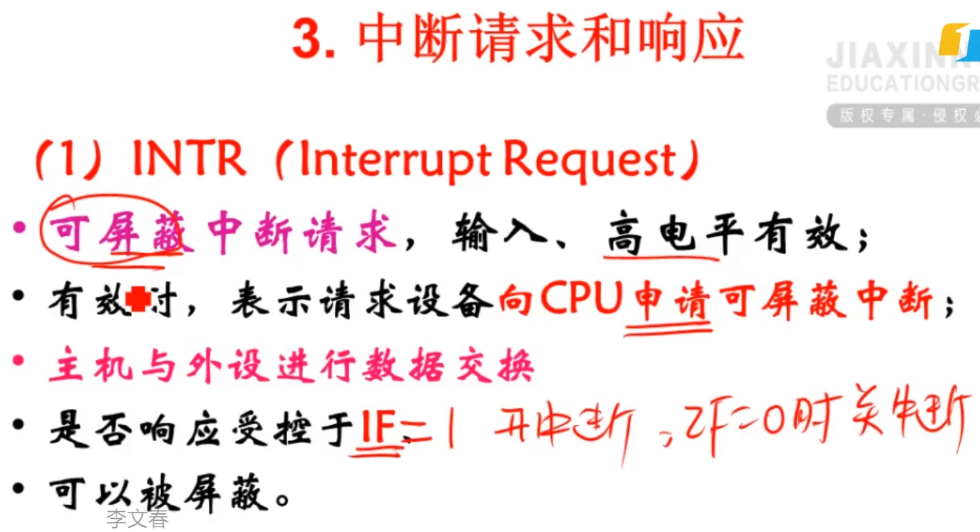 3. 中断请求和响应
JIAXINN
EDUCATIONGR
版权专属·侵权必
(1) INTR (Interrupt Request)
• 可屏蔽中断请求，输入、高电平有效；
• 有效时，表示请求设备向CPU申请可屏蔽中断；
• 主机与外设进行数据交换
• 是否响应受控于IF=1 开中断，IF=0时关中断
• 可以被屏蔽。
李文春